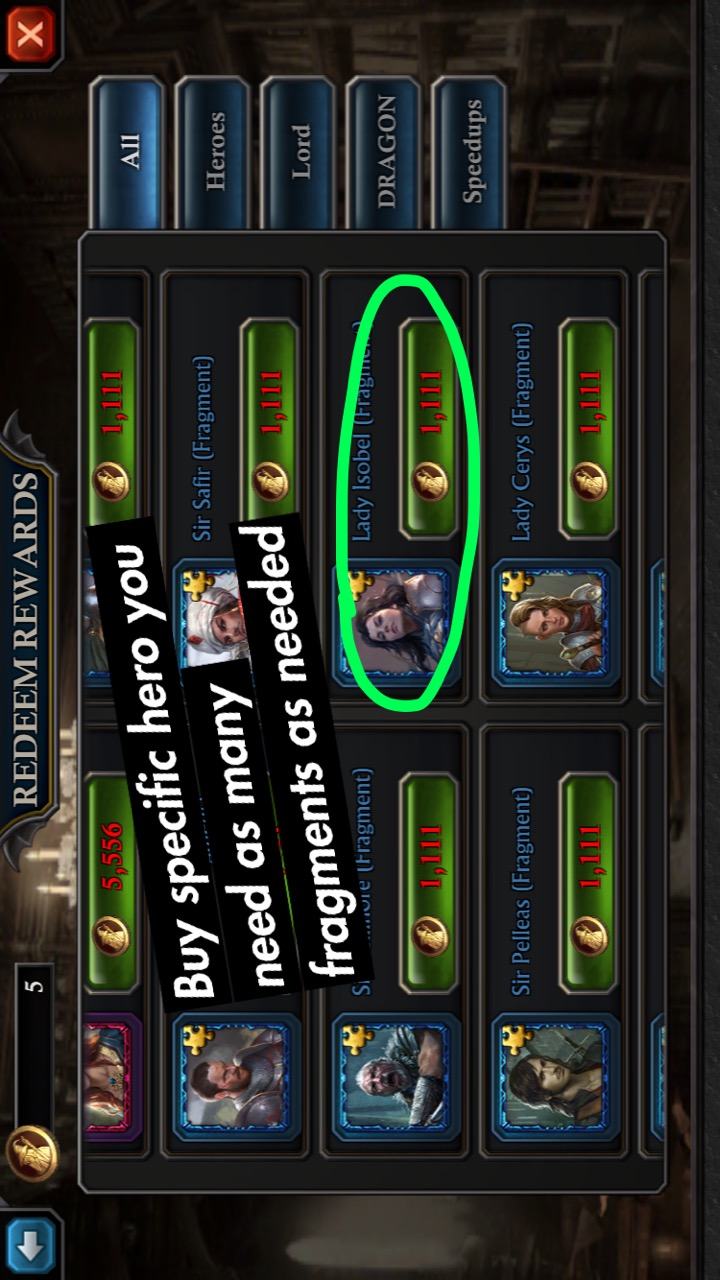 5
REDEEM REWARDS
5,556
1,111
All
Buy specific hero you
need as many
fragments as needed
Sir Safir (Fragment)
1,111
Heroes
Lord
(Fragment)
1,111
Lady Isobel (Fragment)
1,111
DRAGON
Speedups
Sir Pelleas (Fragment)
1,111
Lady Cerys (Fragment)
1,111